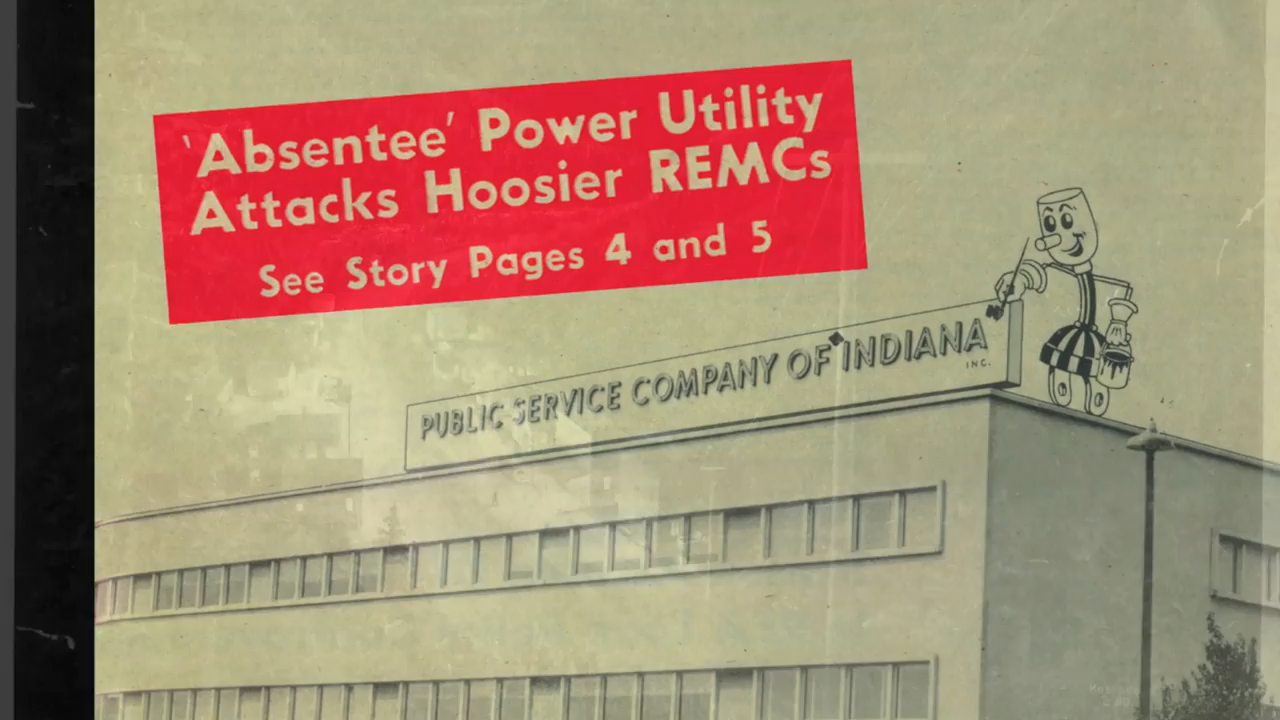 'Absentee' Power Utility
Attacks Hoosier REMCs
See Story Pages 4 and 5
PUBLIC SERVICE COMPANY OF INDIANA
INC.